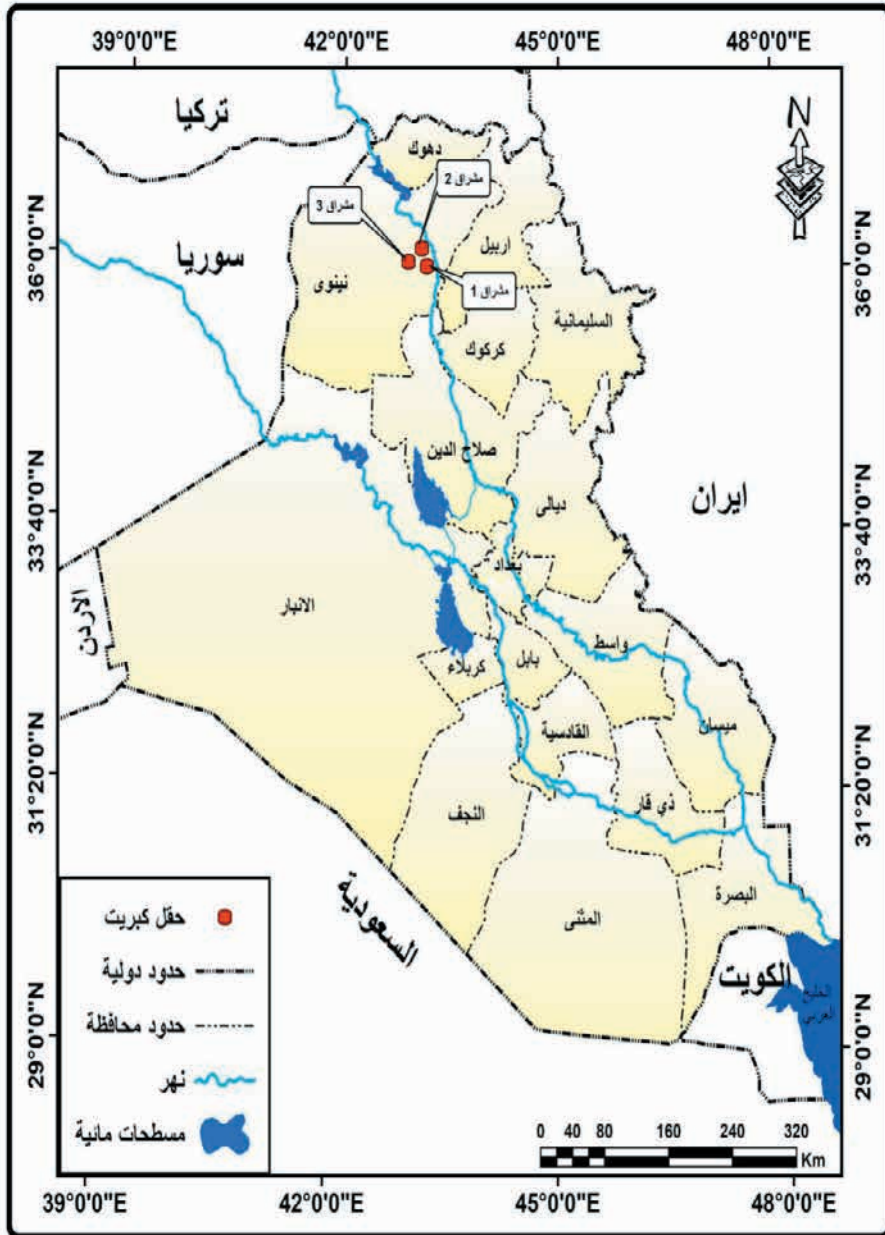 39°0'0"E
42°0'0"E
45°0'0"E
48°0'0"E
تركيا
N
دهوك
مشراق 2
مشراق 3
اربيل
36°0'0"N
36°0'0"N
سوريا
نينوى
مشراق 1
السليمانية
كركوك
صلاح الدين
33°40'0"N
33°40'0"N
ديالى
ايران
بغداد
الانبار
الاردن
واسط
بابل
كربلاء
ميسان
القادسية
31°20'0"N
31°20'0"N
ذي قار
النجف
البصرة
المثنى
السعودية
الكويت
الخليج
العربي
29°0'0"N
29°0'0"N
حقل كبريت
حدود دولية
حدود محافظة
نهر
مسطحات مائية
0 40 80 160 240 320
Km
39°0'0"E
42°0'0"E
45°0'0"E
48°0'0"E